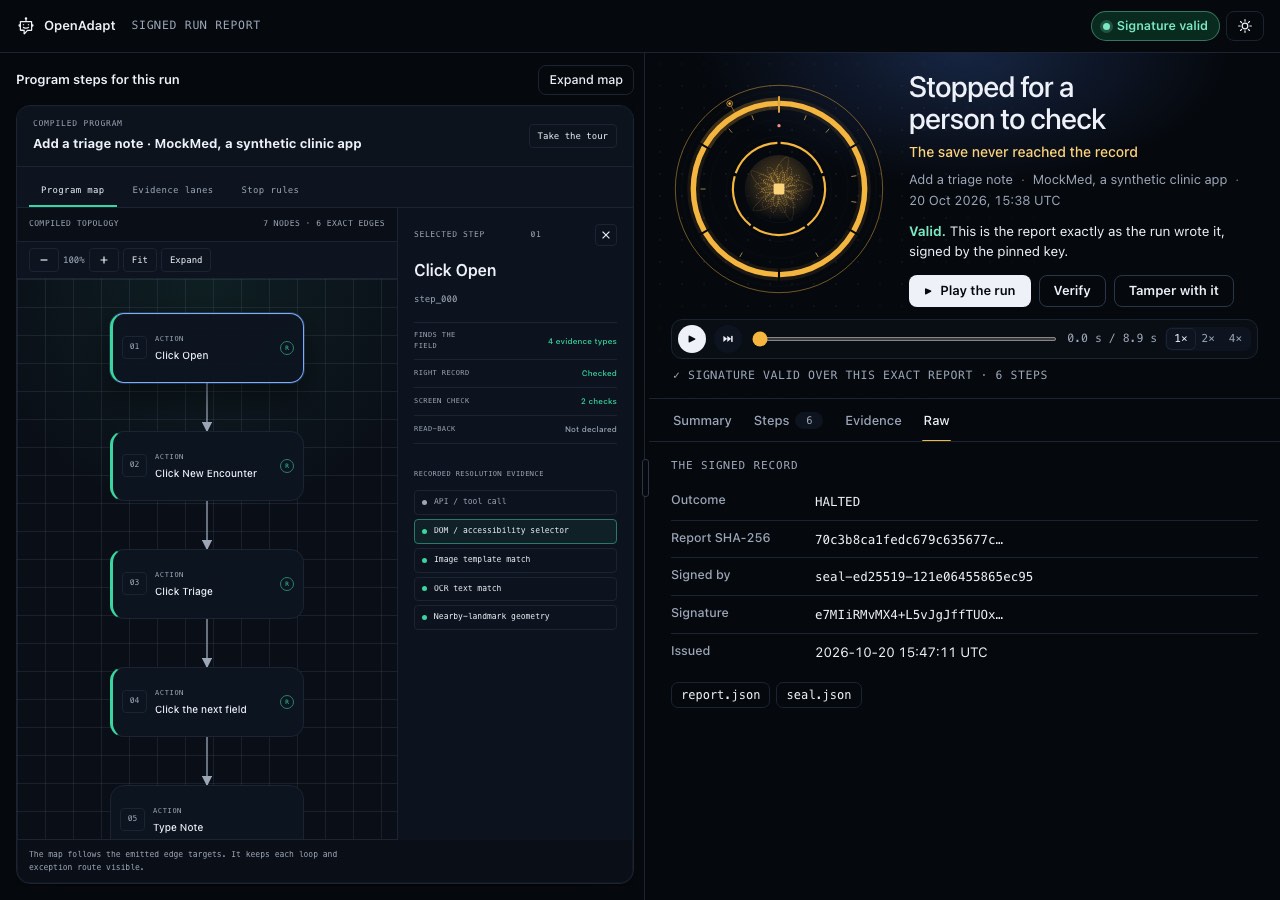 OpenAdapt SIGNED RUN REPORT
Signature valid
Program steps for this run
Expand map
COMPILED PROGRAM
Add a triage note · MockMed, a synthetic clinic app
Take the tour
Program map
Evidence lanes
Stop rules
COMPILED TOPOLOGY
7 NODES · 6 EXACT EDGES
− 100% + Fit Expand
01
ACTION
Click Open
R
02
ACTION
Click New Encounter
R
03
ACTION
Click Triage
R
04
ACTION
Click the next field
R
05
ACTION
Type Note
The map follows the emitted edge targets. It keeps each loop and
exception route visible.
SELECTED STEP 01
×
Click Open
step_000
FINDS THE
FIELD
4 evidence types
RIGHT RECORD Checked
SCREEN CHECK 2 checks
READ-BACK Not declared
RECORDED RESOLUTION EVIDENCE
API / tool call
DOM / accessibility selector
Image template match
OCR text match
Nearby-landmark geometry
Stopped for a
person to check
The save never reached the record
Add a triage note · MockMed, a synthetic clinic app ·
20 Oct 2026, 15:38 UTC
Valid. This is the report exactly as the run wrote it,
signed by the pinned key.
Play the run
Verify
Tamper with it
0.0 s / 8.9 s 1× 2× 4×
✓ SIGNATURE VALID OVER THIS EXACT REPORT · 6 STEPS
Summary
Steps 6
Evidence
Raw
THE SIGNED RECORD
Outcome HALTED
Report SHA-256 70c3b8ca1fedc679c635677c…
Signed by seal-ed25519-121e06455865ec95
Signature e7MIiRMvMX4+L5vJgJffTUOx…
Issued 2026-10-20 15:47:11 UTC
report.json
seal.json